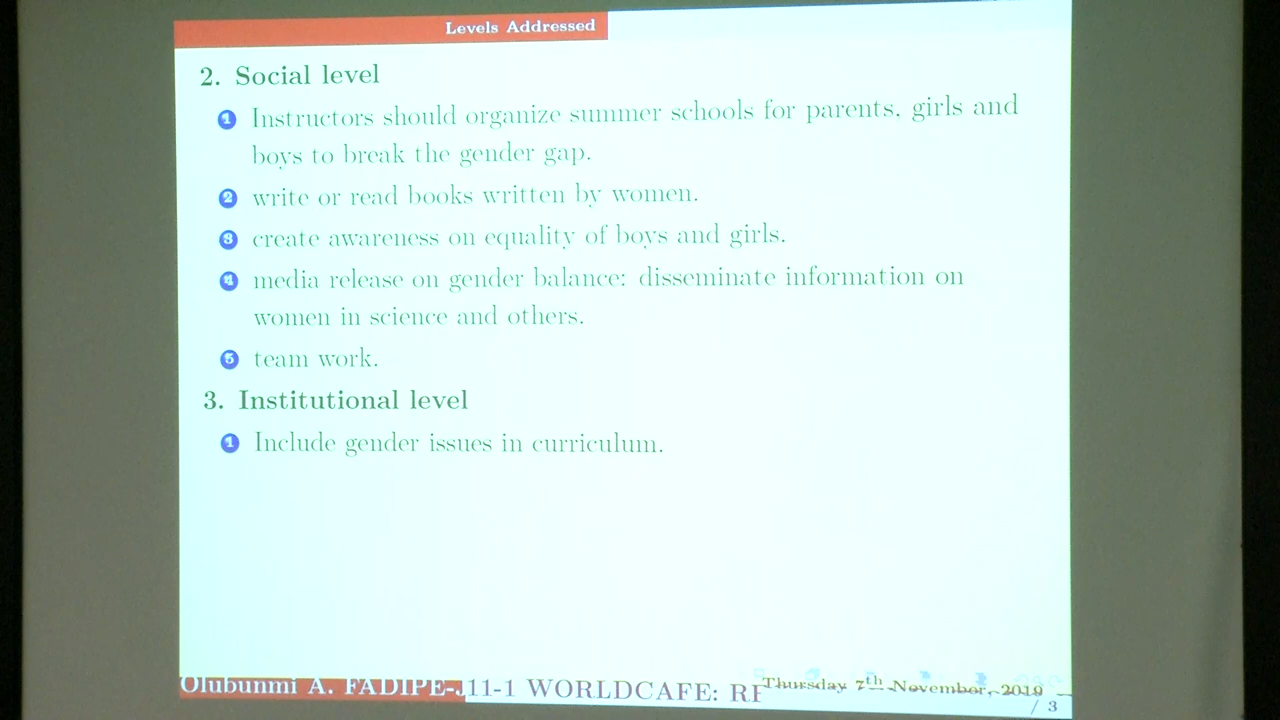 Levels Addressed
2. Social level
1 Instructors should organize summer schools for parents, girls and
boys to break the gender gap.
2 write or read books written by women.
3 create awareness on equality of boys and girls.
4 media release on gender balance: disseminate information on
women in science and others.
5 team work.
3. Institutional level
1 Include gender issues in curriculum.
Olubunmi A. FADIPE-J11-1 WORLDCAFE: RE Thursday 7th November, 2019
/ 3